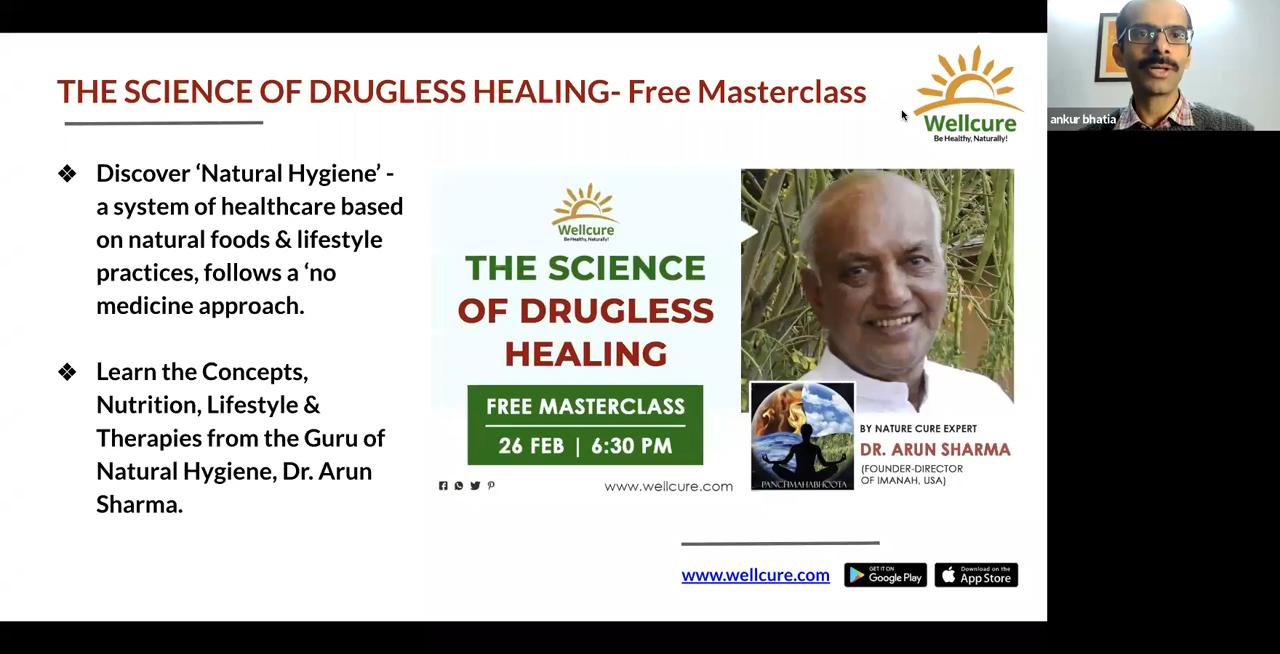 THE SCIENCE OF DRUGLESS HEALING- Free Masterclass
Wellcure
Be Healthy, Naturally!
ankur bhatia
❖ Discover ‘Natural Hygiene’ -
a system of healthcare based
on natural foods & lifestyle
practices, follows a ‘no
medicine approach.
❖ Learn the Concepts,
Nutrition, Lifestyle &
Therapies from the Guru of
Natural Hygiene, Dr. Arun
Sharma.
Wellcure
Be Healthy, Naturally!
THE SCIENCE
OF DRUGLESS
HEALING
FREE MASTERCLASS
26 FEB | 6:30 PM
www.wellcure.com
PANCHMAHABHOOTA
BY NATURE CURE EXPERT
DR. ARUN SHARMA
(FOUNDER-DIRECTOR
OF IMANAH, USA)
www.wellcure.com
GET IT ON
Google Play
Download on the
App Store